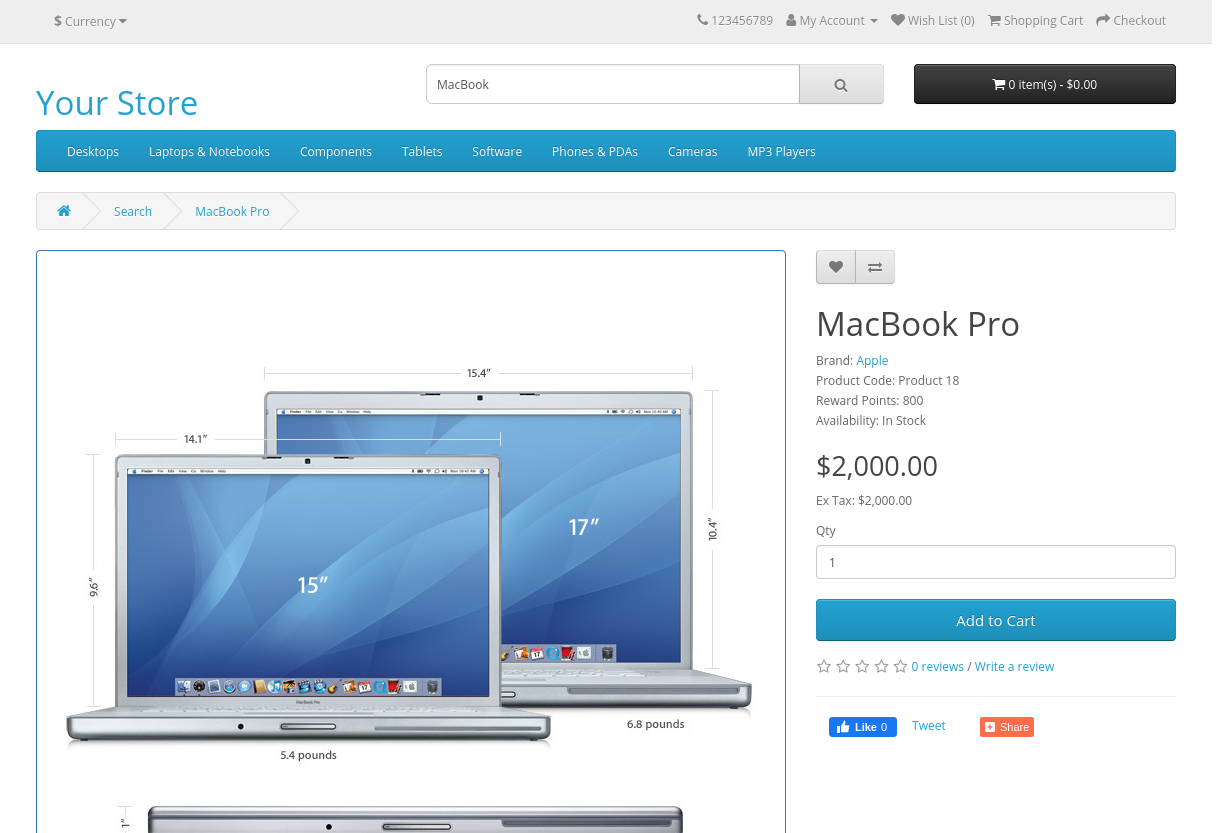 $ Currency
123456789 My Account Wish List (0) Shopping Cart Checkout
Your Store
MacBook
0 item(s) - $0.00
Desktops Laptops & Notebooks Components Tablets Software Phones & PDAs Cameras MP3 Players
Search MacBook Pro
15.4”
14.1”
17”
10.4”
15”
9.6”
MacBook Pro
6.8 pounds
5.4 pounds
1”
MacBook Pro
Brand: Apple
Product Code: Product 18
Reward Points: 800
Availability: In Stock
$2,000.00
Ex Tax: $2,000.00
Qty
1
Add to Cart
0 reviews / Write a review
Like 0 Tweet Share